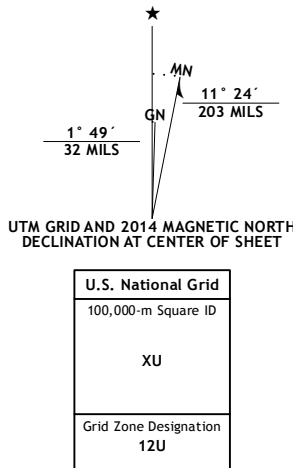 MN
GN
11° 24´
203 MILS
1° 49´
32 MILS
UTM GRID AND 2014 MAGNETIC NORTH
DECLINATION AT CENTER OF SHEET
U.S. National Grid
100,000-m Square ID
XU
Grid Zone Designation
12U